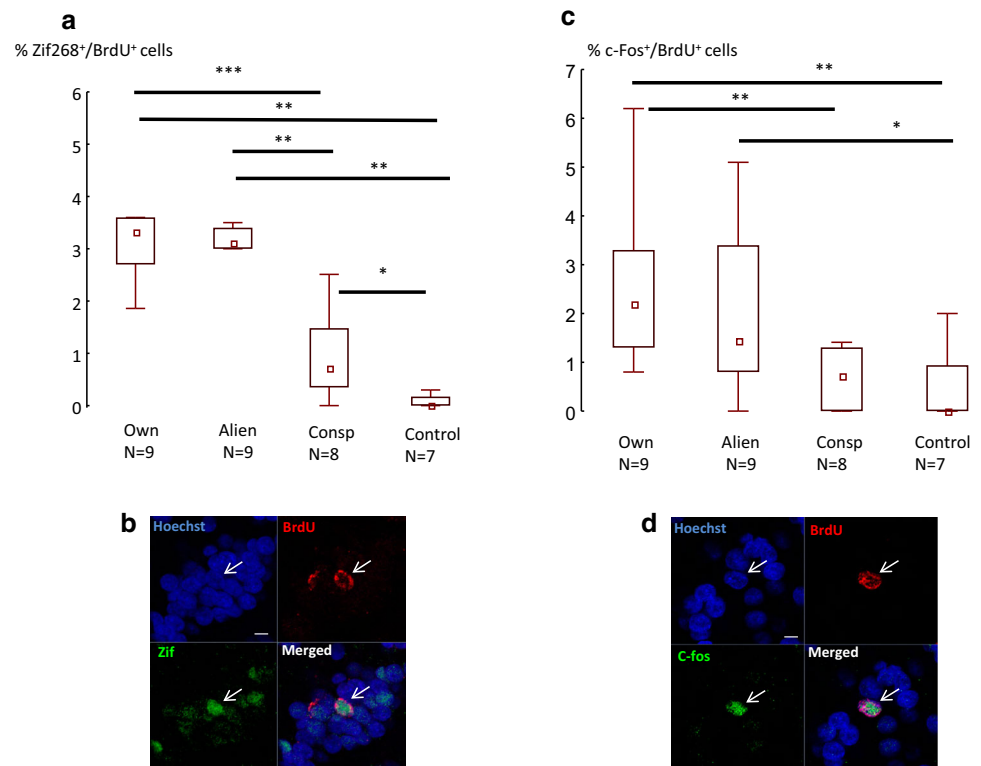 a
% Zif268⁺/BrdU⁺ cells
***
**
**
**
*
6
5
4
3
2
1
0
Own Alien Consp Control
N=9 N=9 N=8 N=7
c
% c-Fos⁺/BrdU⁺ cells
**
**
*
7
6
5
4
3
2
1
0
Own Alien Consp Control
N=9 N=9 N=8 N=7
b
Hoechst BrdU
Zif Merged
d
Hoechst BrdU
C-fos Merged